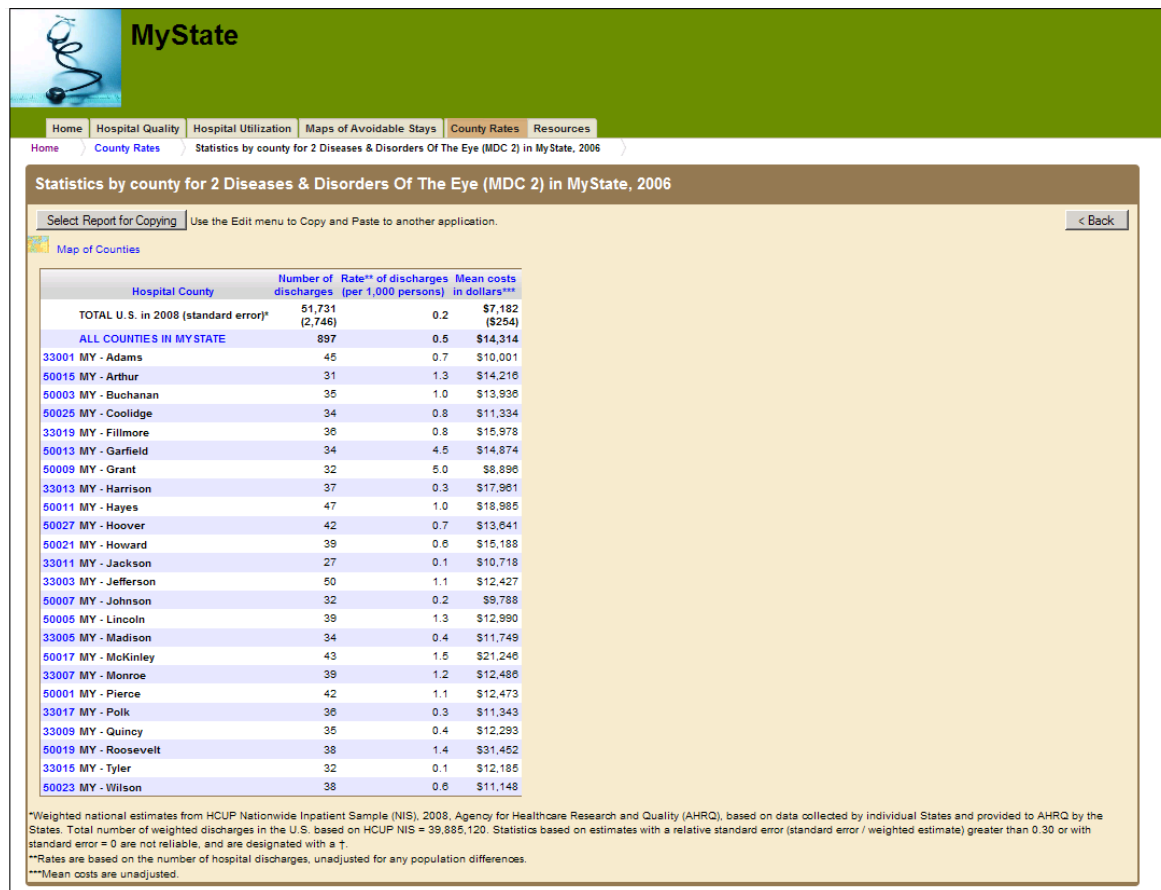 MyState
Home Hospital Quality Hospital Utilization Maps of Avoidable Stays County Rates Resources
Home County Rates Statistics by county for 2 Diseases & Disorders Of The Eye (MDC 2) in MyState, 2006
Statistics by county for 2 Diseases & Disorders Of The Eye (MDC 2) in MyState, 2006
Select Report for Copying Use the Edit menu to Copy and Paste to another application. < Back
Map of Counties
Number of Rate** of discharges Mean costs
Hospital County discharges (per 1,000 persons) in dollars***
TOTAL U.S. in 2008 (standard error)* 51,731 (2,746) 0.2 $7,182 ($254)
ALL COUNTIES IN MYSTATE 897 0.5 $14,314
33001 MY - Adams 45 0.7 $10,001
50015 MY - Arthur 31 1.3 $14,216
50003 MY - Buchanan 35 1.0 $13,936
50025 MY - Coolidge 34 0.8 $11,334
33019 MY - Fillmore 36 0.8 $15,978
50013 MY - Garfield 34 4.5 $14,874
50009 MY - Grant 32 5.0 $8,896
33013 MY - Harrison 37 0.3 $17,961
50011 MY - Hayes 47 1.0 $18,985
50027 MY - Hoover 42 0.7 $13,641
50021 MY - Howard 39 0.6 $15,188
33011 MY - Jackson 27 0.1 $10,718
33003 MY - Jefferson 50 1.1 $12,427
50007 MY - Johnson 32 0.2 $9,788
50005 MY - Lincoln 39 1.3 $12,990
33005 MY - Madison 34 0.4 $11,749
50017 MY - McKinley 43 1.5 $21,246
33007 MY - Monroe 39 1.2 $12,486
50001 MY - Pierce 42 1.1 $12,473
33017 MY - Polk 36 0.3 $11,343
33009 MY - Quincy 35 0.4 $12,293
50019 MY - Roosevelt 38 1.4 $31,452
33015 MY - Tyler 32 0.1 $12,185
50023 MY - Wilson 38 0.6 $11,148
*Weighted national estimates from HCUP Nationwide Inpatient Sample (NIS), 2008, Agency for Healthcare Research and Quality (AHRQ), based on data collected by individual States and provided to AHRQ by the
States. Total number of weighted discharges in the U.S. based on HCUP NIS = 39,885,120. Statistics based on estimates with a relative standard error (standard error / weighted estimate) greater than 0.30 or with
standard error = 0 are not reliable, and are designated with a †.
**Rates are based on the number of hospital discharges, unadjusted for any population differences.
***Mean costs are unadjusted.